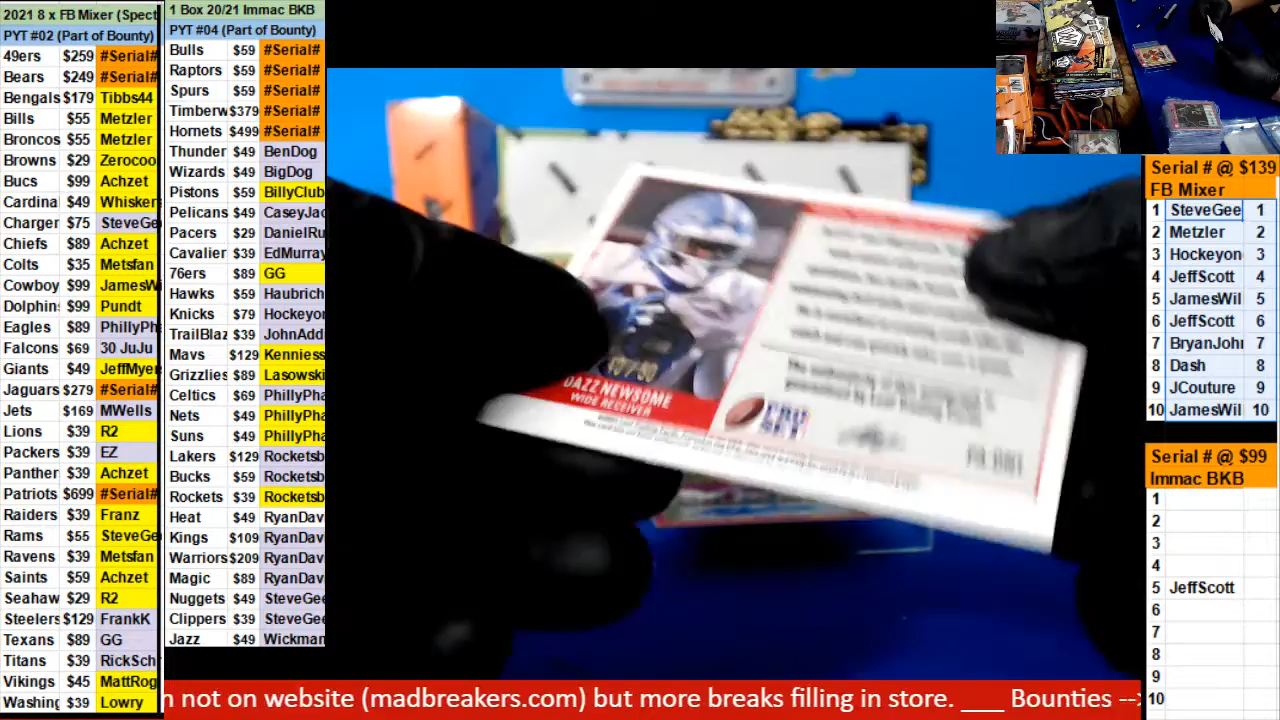 2021 8 x FB Mixer (Spect
PYT #02 (Part of Bounty)
49ers $259 #Serial#
Bears $249 #Serial#
Bengals $179 Tibbs44
Bills $55 Metzler
Broncos $55 Metzler
Browns $29 Zerocoo
Bucs $99 Achzet
Cardina $49 Whisker
Charger $75 SteveGe
Chiefs $89 Achzet
Colts $35 Metsfan
Cowboy $99 JamesWi
Dolphin $99 Pundt
Eagles $89 PhillyPh
Falcons $69 30 JuJu
Giants $49 JeffMyer
Jaguars $279 #Serial#
Jets $169 MWells
Lions $39 R2
Packers $39 EZ
Panther $39 Achzet
Patriots $699 #Serial#
Raiders $39 Franz
Rams $55 SteveGe
Ravens $39 Metsfan
Saints $59 Achzet
Seahaw $29 R2
Steelers $129 FrankK
Texans $89 GG
Titans $39 RickSch
Vikings $45 MattRog
Washing $39 Lowry
1 Box 20/21 Immac BKB
PYT #04 (Part of Bounty)
Bulls $59 #Serial#
Raptors $59 #Serial#
Spurs $59 #Serial#
Timberw $379 #Serial#
Hornets $499 #Serial#
Thunder $49 BenDog
Wizards $49 BigDog
Pistons $59 BillyClub
Pelicans $49 CaseyJac
Pacers $29 DanielRu
Cavalier $39 EdMurray
76ers $89 GG
Hawks $59 Haubrich
Knicks $79 Hockeyor
TrailBlaz $39 JohnAdd
Mavs $129 Kenniess
Grizzlies $89 Lasowski
Celtics $69 PhillyPha
Nets $49 PhillyPha
Suns $49 PhillyPha
Lakers $129 Rocketsb
Bucks $59 Rocketsb
Rockets $39 Rocketsb
Heat $49 RyanDav
Kings $109 RyanDav
Warriors $209 RyanDav
Magic $89 RyanDav
Nuggets $49 SteveGee
Clippers $39 SteveGee
Jazz $49 Wickman
DAZZ NEWSOME
WIDE RECEIVER
PRO SET
Serial # @ $139
FB Mixer
1 SteveGee 1
2 Metzler 2
3 Hockeyon 3
4 JeffScott 4
5 JamesWil 5
6 JeffScott 6
7 BryanJohn 7
8 Dash 8
9 JCouture 9
10 JamesWil 10
Serial # @ $99
Immac BKB
1
2
3
4
5 JeffScott
6
7
8
9
10
n not on website (madbreakers.com) but more breaks filling in store. ___ Bounties -->